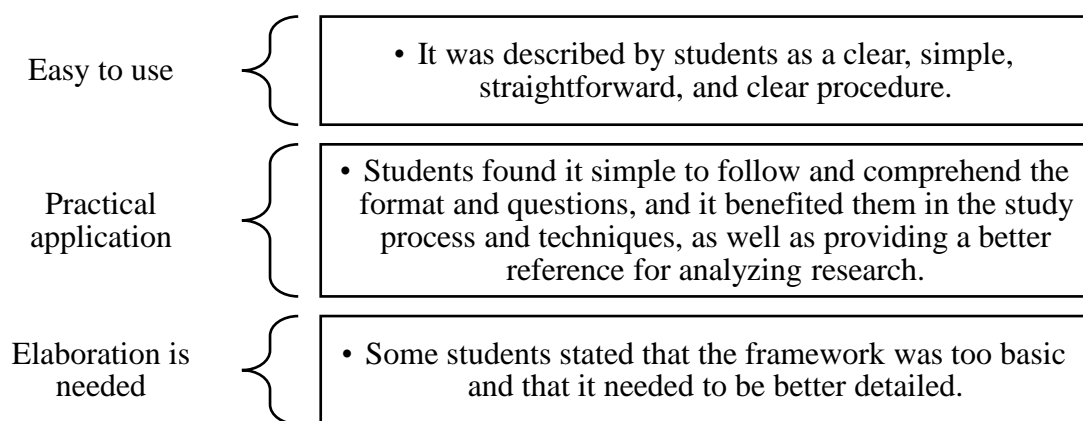 Easy to use
• It was described by students as a clear, simple,
straightforward, and clear procedure.
Practical
application
• Students found it simple to follow and comprehend the
format and questions, and it benefited them in the study
process and techniques, as well as providing a better
reference for analyzing research.
Elaboration is
needed
• Some students stated that the framework was too basic
and that it needed to be better detailed.